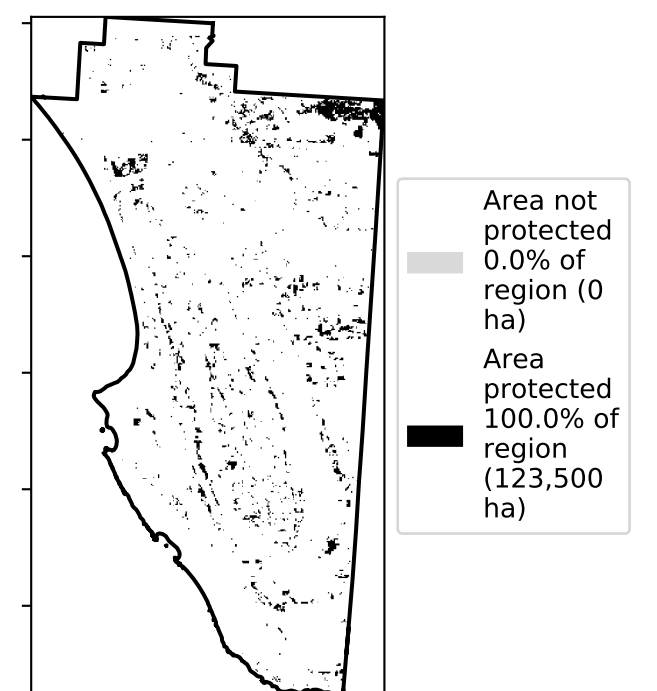 Area not
protected
0.0% of
region (0
ha)
Area
protected
100.0% of
region
(123,500
ha)